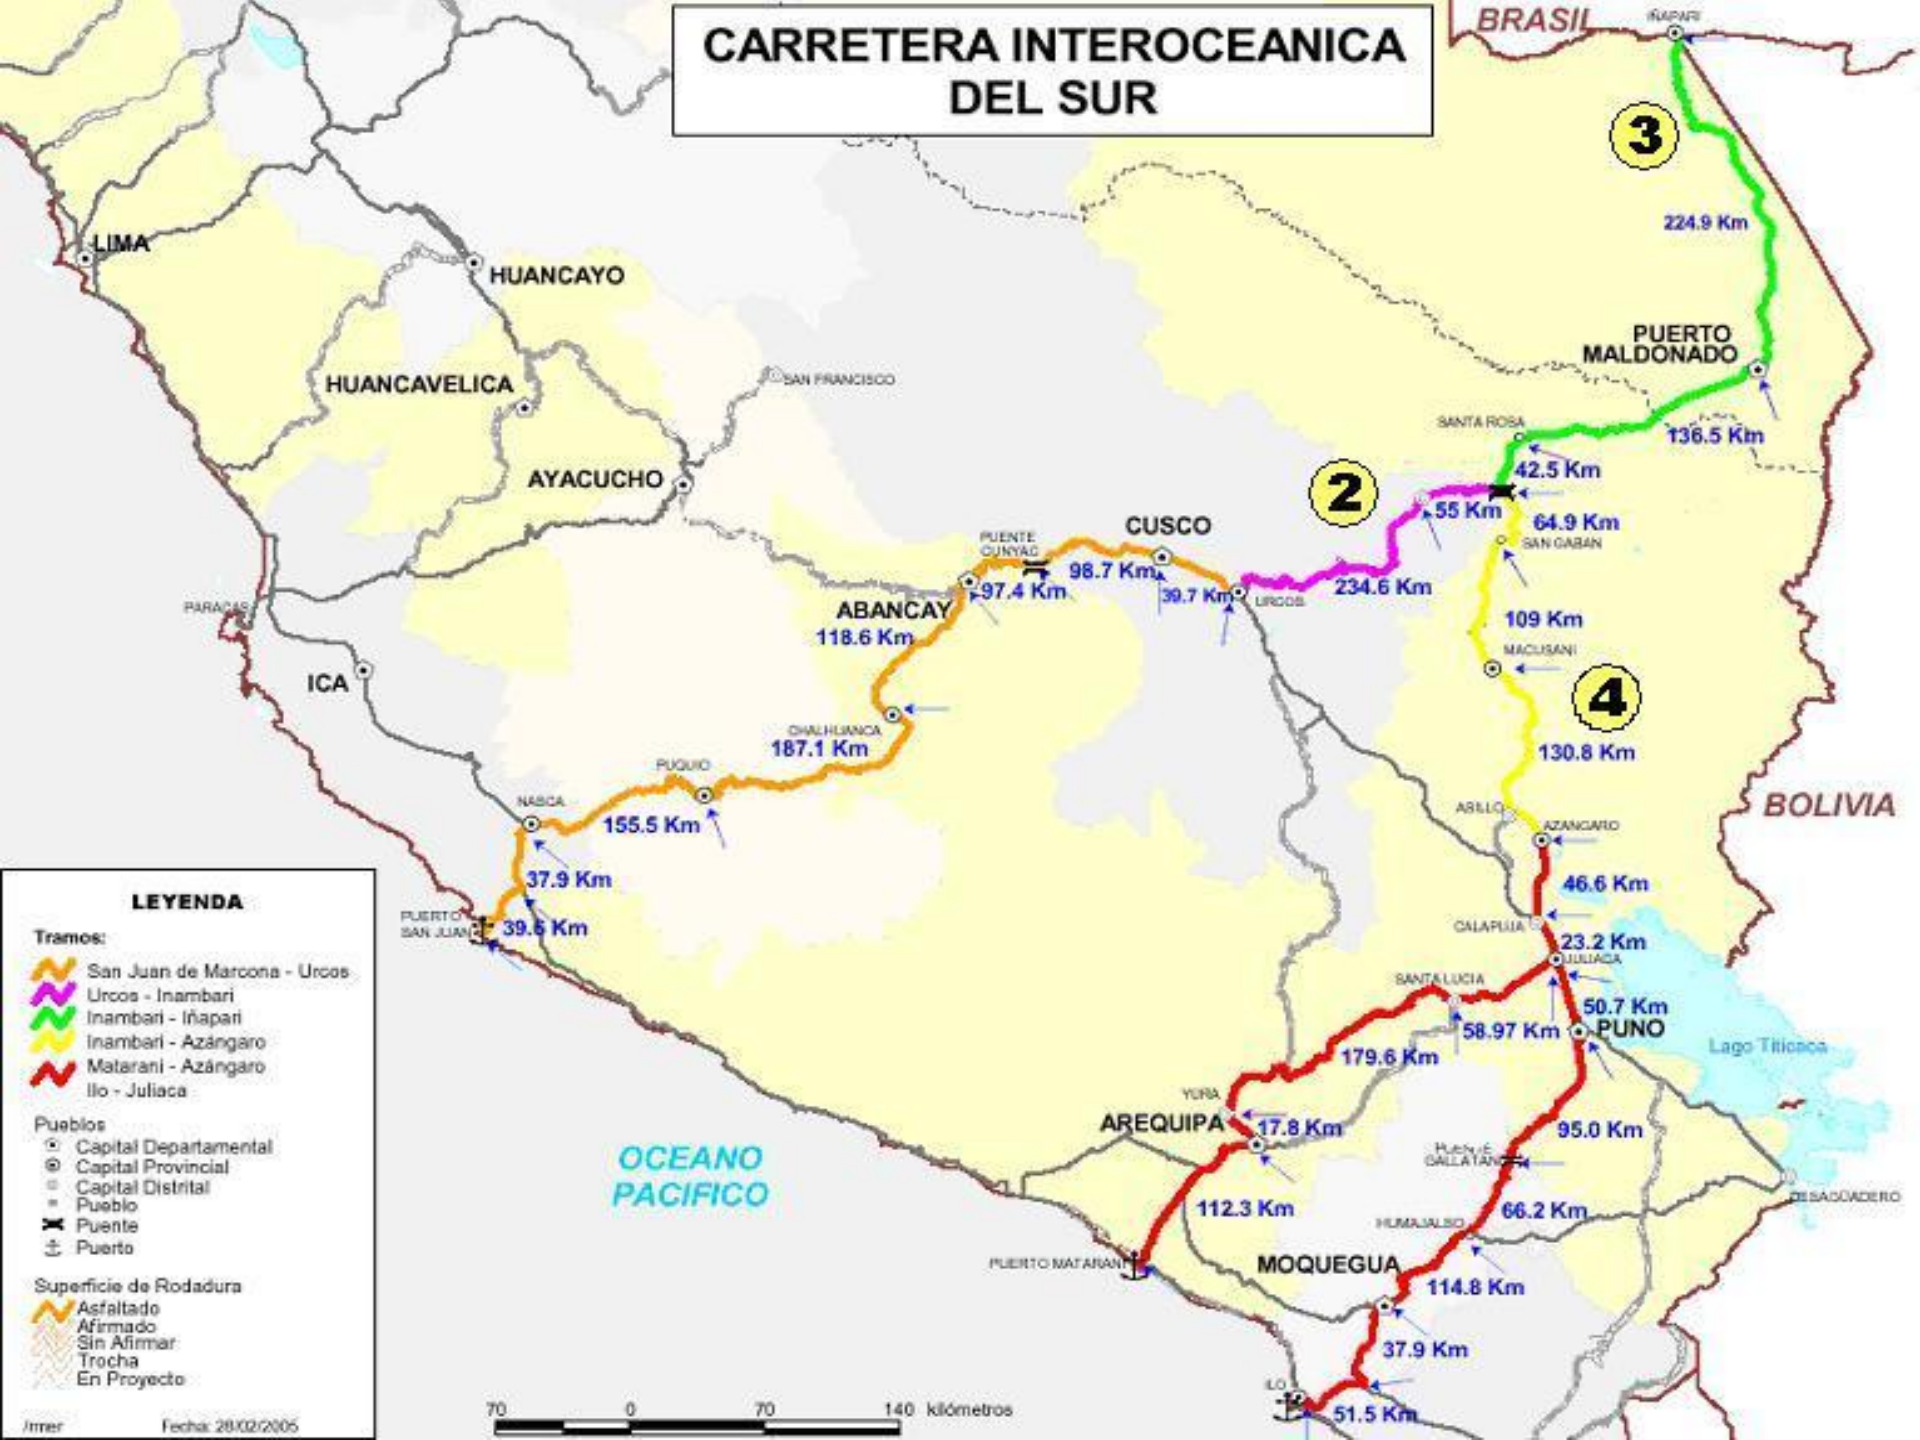 CARRETERA INTEROCEANICA
DEL SUR
BRASIL
IÑAPARI
3
224.9 Km
LIMA
HUANCAYO
PUERTO
MALDONADO
HUANCAVELICA
SAN FRANCISCO
SANTA ROSA
136.5 Km
42.5 Km
AYACUCHO
2
55 Km
64.9 Km
CUSCO
SAN GABAN
PUENTE
CUNYAC
98.7 Km
97.4 Km
39.7 Km
URCOS
234.6 Km
PARACAS
ABANCAY
118.6 Km
109 Km
MACUSANI
ICA
4
CHALHUANCA
187.1 Km
130.8 Km
PUQUIO
NASCA
155.5 Km
ASILLO
AZANGARO
BOLIVIA
37.9 Km
46.6 Km
PUERTO
SAN JUAN
39.6 Km
CALAPUJA
23.2 Km
JULIACA
SANTA LUCIA
50.7 Km
58.97 Km
PUNO
179.6 Km
Lago Titicaca
YURA
AREQUIPA
17.8 Km
95.0 Km
PUENTE
GALLATAN
OCEANO
PACIFICO
112.3 Km
66.2 Km
DESAGUADERO
HUMAJALSO
PUERTO MATARANI
MOQUEGUA
114.8 Km
37.9 Km
ILO
51.5 Km
LEYENDA
Tramos:
San Juan de Marcona - Urcos
Urcos - Inambari
Inambari - Iñapari
Inambari - Azángaro
Matarani - Azángaro
Ilo - Juliaca
Pueblos
Capital Departamental
Capital Provincial
Capital Distrital
Pueblo
Puente
Puerto
Superficie de Rodadura
Asfaltado
Afirmado
Sin Afirmar
Trocha
En Proyecto
Fecha: 28/02/2005
70 0 70 140 kilómetros